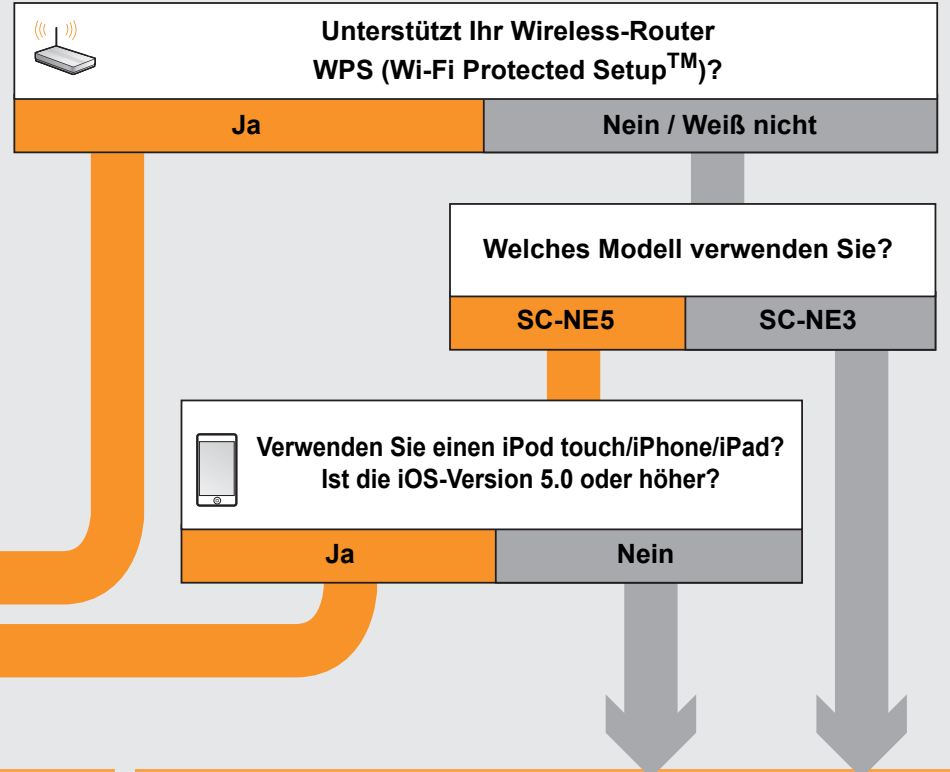 Unterstützt Ihr Wireless-Router
WPS (Wi-Fi Protected Setup™)?
Ja
Nein / Weiß nicht
Welches Modell verwenden Sie?
SC-NE5
SC-NE3
Verwenden Sie einen iPod touch/iPhone/iPad?
Ist die iOS-Version 5.0 oder höher?
Ja
Nein